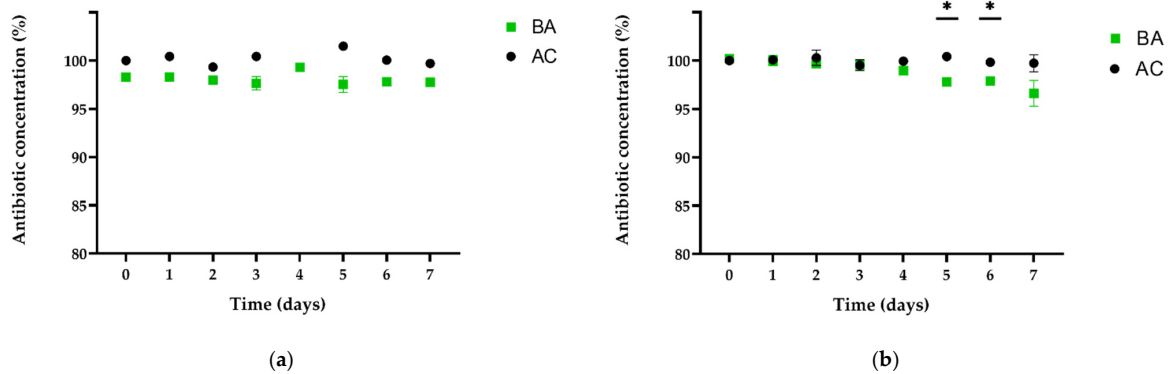 BA
AC
Antibiotic concentration (%)
100
95
90
85
80
0 1 2 3 4 5 6 7
Time (days)
(a)
* *
BA
AC
Antibiotic concentration (%)
100
95
90
85
80
0 1 2 3 4 5 6 7
Time (days)
(b)